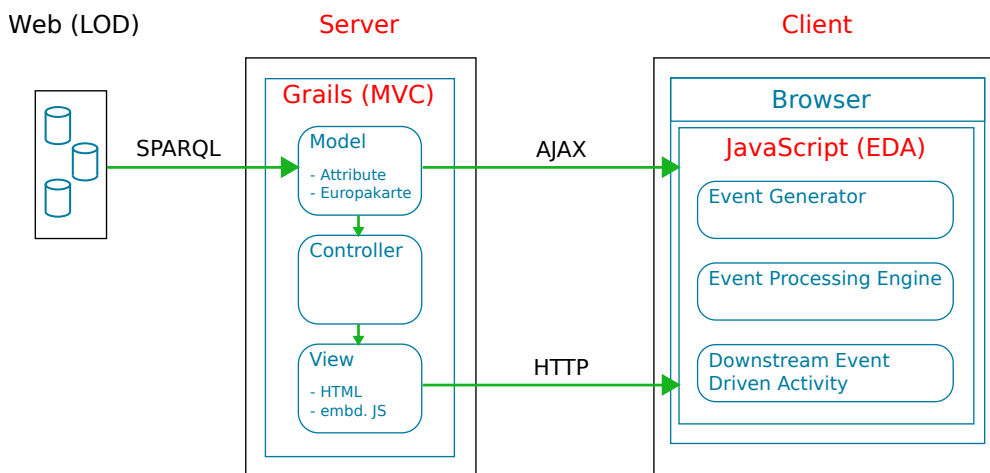 Web (LOD)
Server
Client
Grails (MVC)
Browser
SPARQL
Model
- Attribute
- Europakarte
AJAX
JavaScript (EDA)
Event Generator
Controller
Event Processing Engine
View
- HTML
- embd. JS
HTTP
Downstream Event
Driven Activity